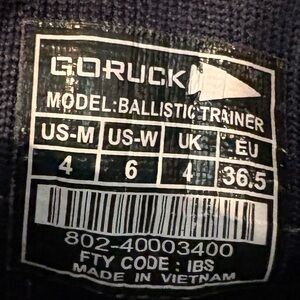 GORUCK
MODEL:BALLISTIC TRAINER
US-M US-W UK EU
4 6 4 36.5
802-40003400
FTY CODE : IBS
MADE IN VIETNAM